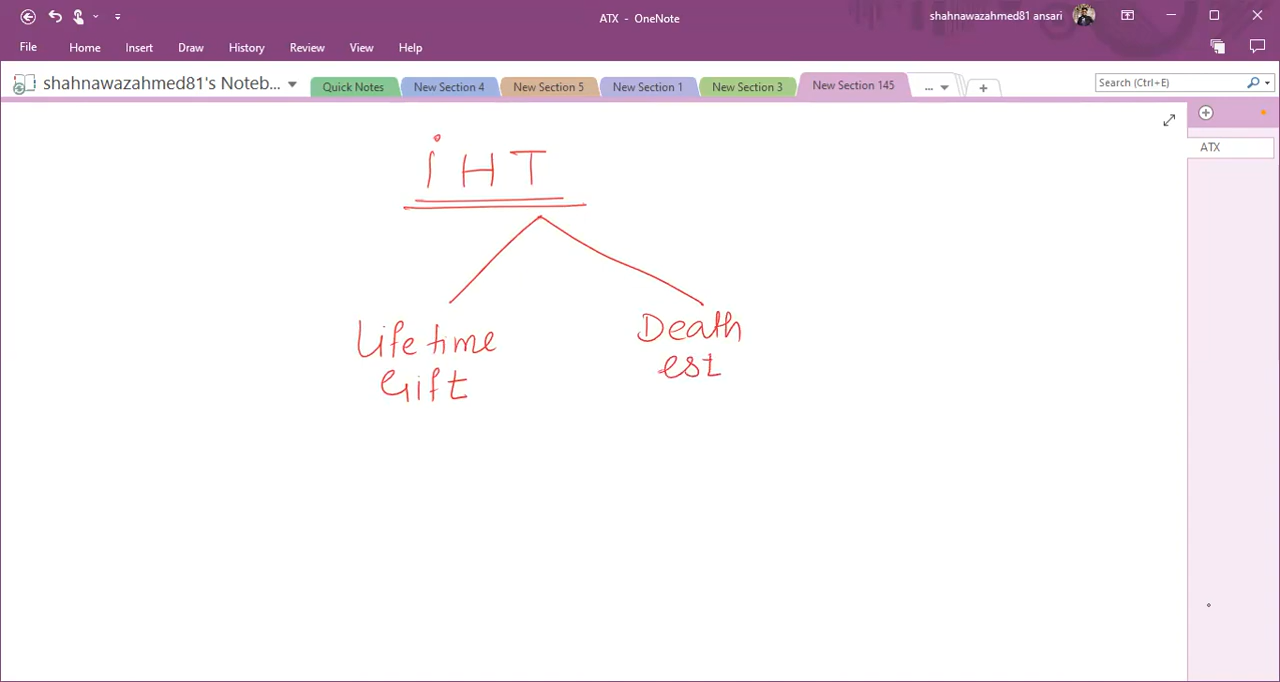 ATX - OneNote
shahnawazahmed81 ansari
File Home Insert Draw History Review View Help
shahnawazahmed81's Noteb...
Quick Notes New Section 4 New Section 5 New Section 1 New Section 3 New Section 145 ...
Search (Ctrl+E)
ATX
iHT
Lifetime Death
Gift est